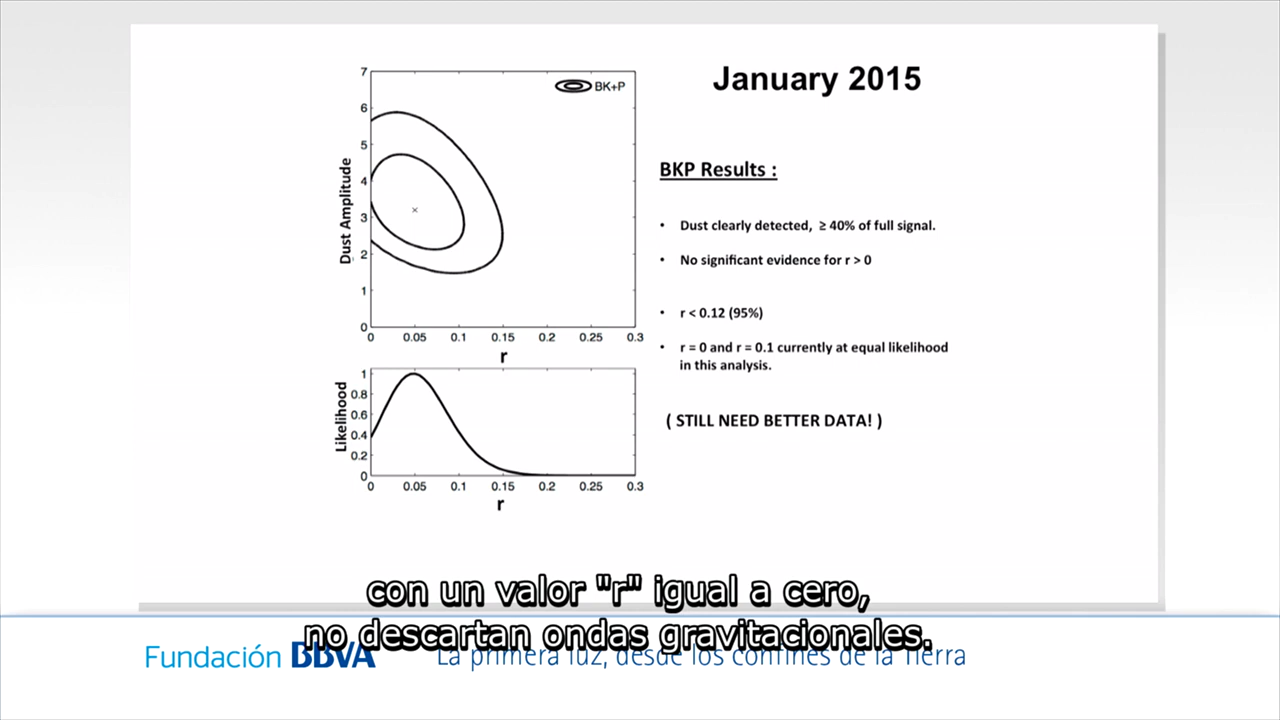 January 2015
7
6
5
4
3
2
1
0
Dust Amplitude
BK+P
0 0.05 0.1 0.15 0.2 0.25 0.3
r
1
0.8
0.6
0.4
0.2
0
Likelihood
0 0.05 0.1 0.15 0.2 0.25 0.3
r
BKP Results :
• Dust clearly detected, ≥ 40% of full signal.
• No significant evidence for r > 0
• r < 0.12 (95%)
• r = 0 and r = 0.1 currently at equal likelihood
in this analysis.
( STILL NEED BETTER DATA! )
con un valor "r" igual a cero,
no descartan ondas gravitacionales.
Fundación BBVA
La primera luz, desde los confines de la Tierra